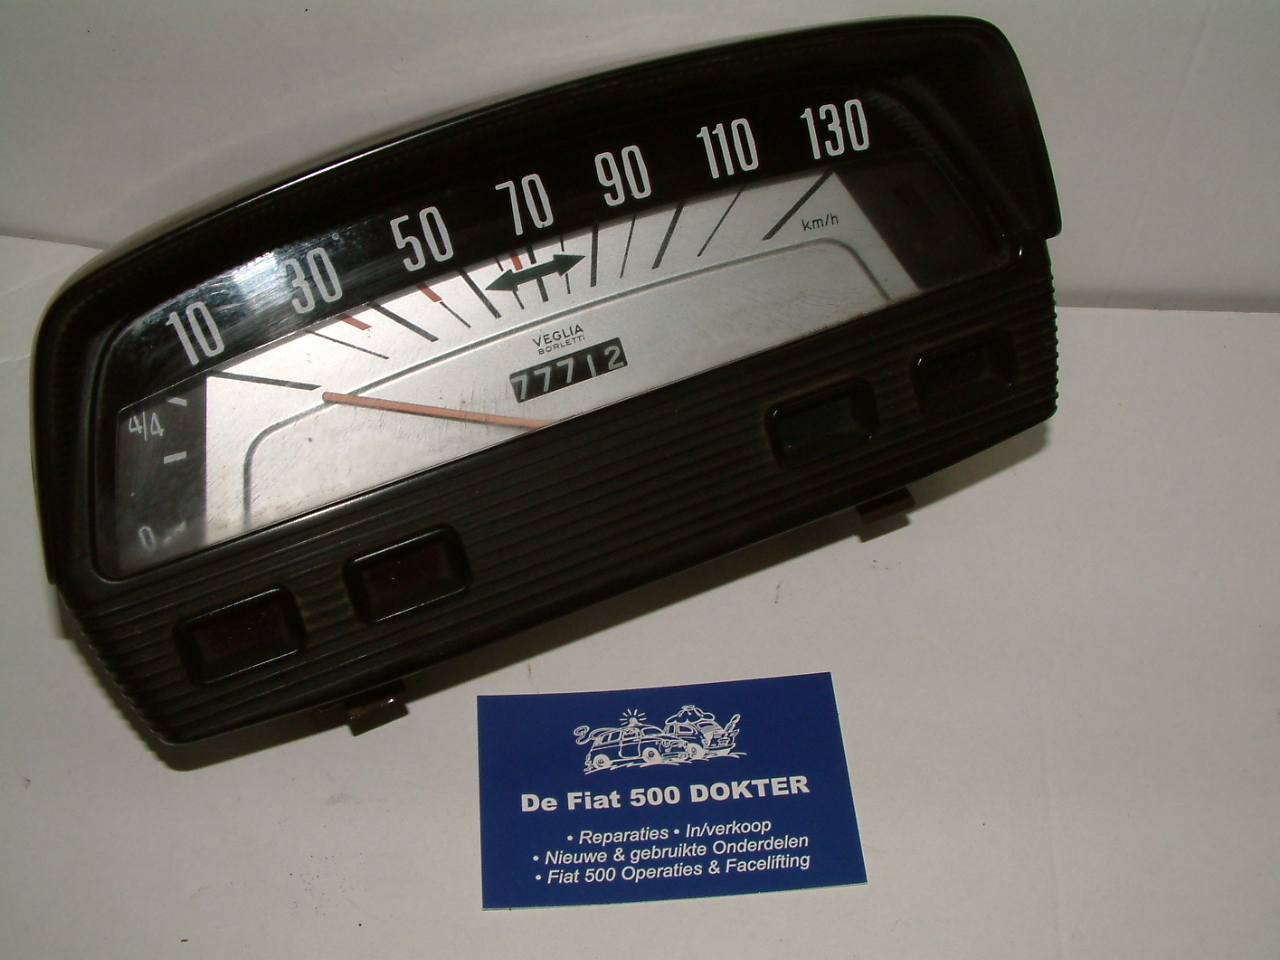 10 30 50 70 90 110 130
km/h
VEGLIA
BORLETTI
77712
4/4
0
De Fiat 500 DOKTER
• Reparaties • In/verkoop
• Nieuwe & gebruikte Onderdelen
• Fiat 500 Operaties & Facelifting